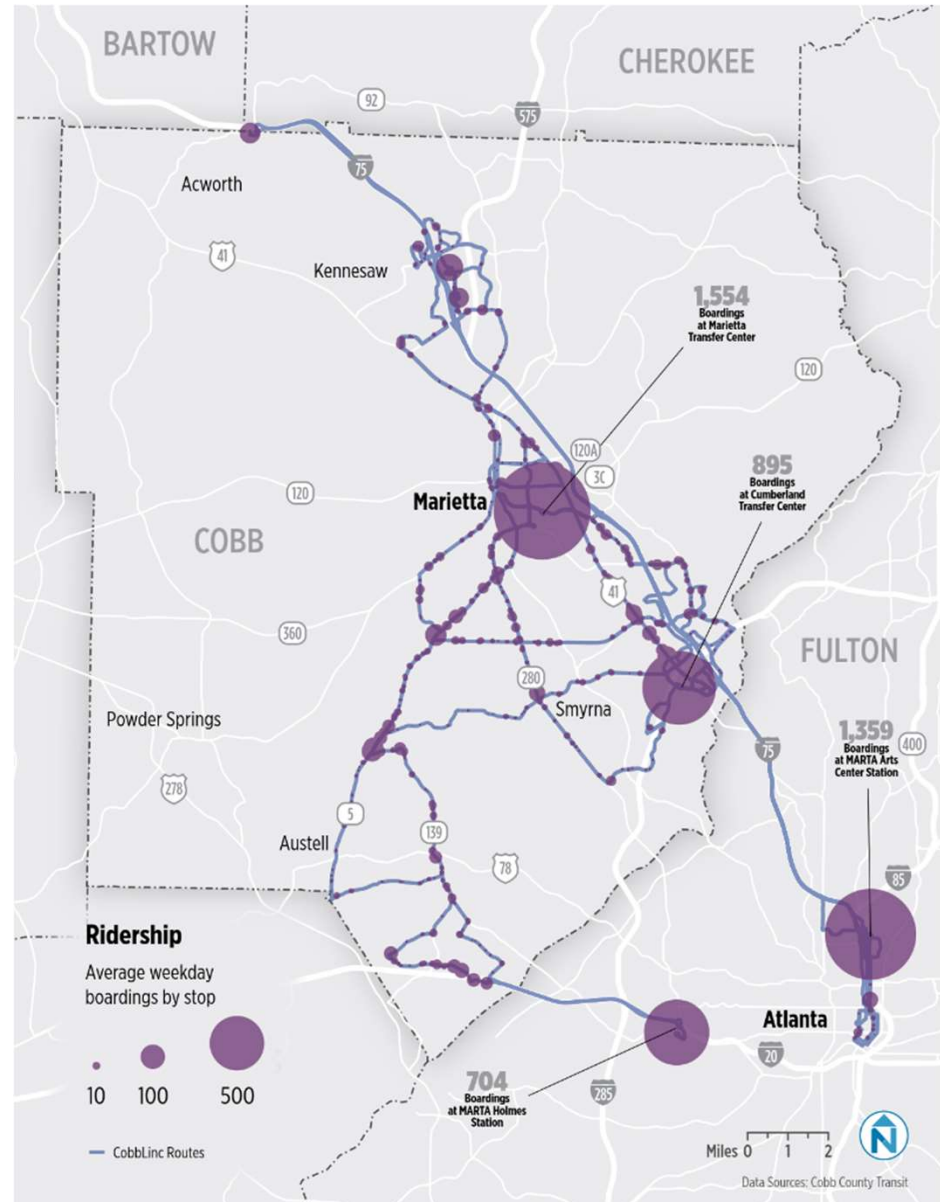 BARTOW
CHEROKEE
92
575
75
Acworth
41
Kennesaw
1,554
Boardings
at Marietta
Transfer Center
120
120A
3C
895
Boardings
at Cumberland
Transfer Center
120
Marietta
COBB
41
360
FULTON
280
Smyrna
Powder Springs
1,359
Boardings
at MARTA Arts
Center Station
400
75
278
5
139
Austell
78
85
Ridership
Average weekday
boardings by stop
10 100 500
CobbLinc Routes
Atlanta
20
704
Boardings
at MARTA Holmes
Station
285
N
Miles 0 1 2
Data Sources: Cobb County Transit